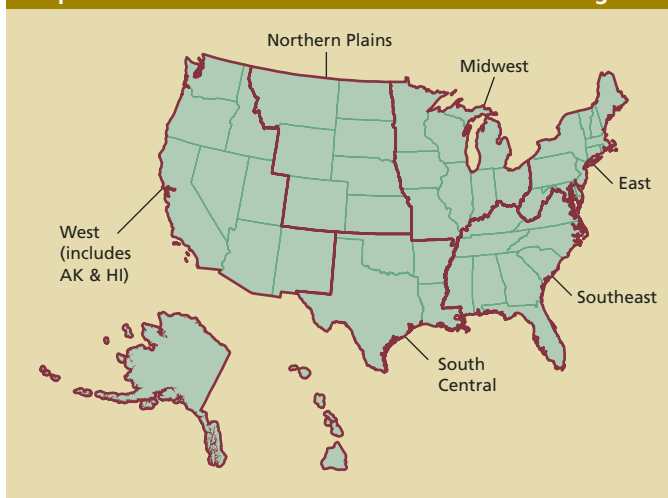 Northern Plains
Midwest
East
West
(includes
AK & HI)
Southeast
South
Central